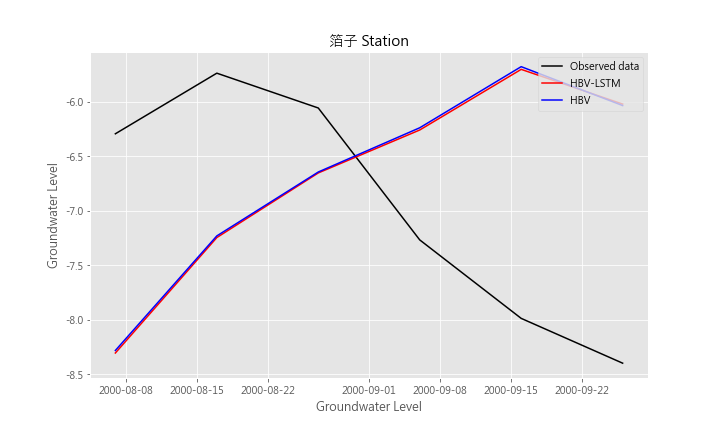 箔子 Station
Observed data
HBV-LSTM
HBV
Groundwater Level
-6.0
-6.5
-7.0
-7.5
-8.0
-8.5
2000-08-08 2000-08-15 2000-08-22 2000-09-01 2000-09-08 2000-09-15 2000-09-22
Groundwater Level